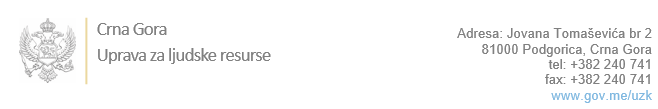 Crna Gora
Uprava za ljudske resurse
Adresa: Jovana Tomaševića br 2
81000 Podgorica, Crna Gora
tel: +382 240 741
fax: +382 240 741
www.gov.me/uzk